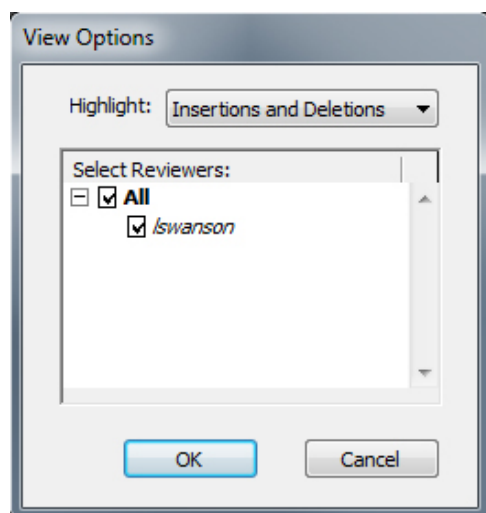 View Options
Highlight: Insertions and Deletions
Select Reviewers:
All
lswanson
OK Cancel